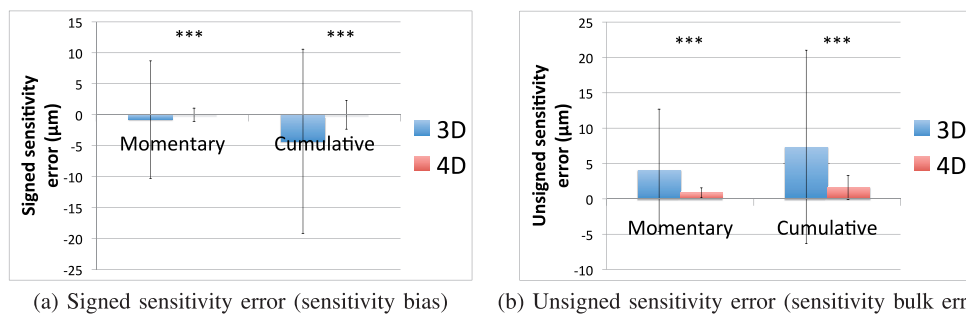 15
10
5
0
-5
-10
-15
-20
-25
Signed sensitivity
error (µm)
*** ***
Momentary Cumulative
3D
4D
25
20
15
10
5
0
-5
-10
Unsigned sensitivity
error (µm)
*** ***
Momentary Cumulative
3D
4D
(a) Signed sensitivity error (sensitivity bias)
(b) Unsigned sensitivity error (sensitivity bulk err